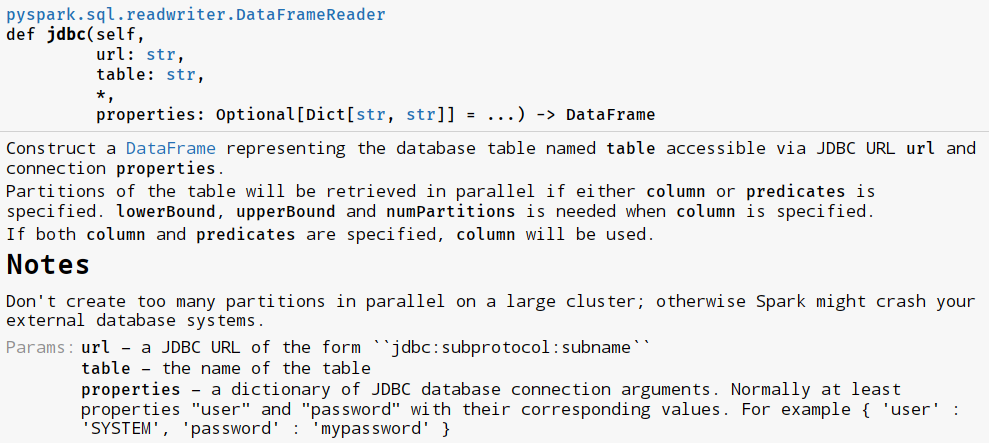 pyspark.sql.readwriter.DataFrameReader
def jdbc(self,
         url: str,
         table: str,
         *,
         properties: Optional[Dict[str, str]] = ...) -> DataFrame
Construct a DataFrame representing the database table named table accessible via JDBC URL url and
connection properties.
Partitions of the table will be retrieved in parallel if either column or predicates is
specified. lowerBound, upperBound and numPartitions is needed when column is specified.
If both column and predicates are specified, column will be used.
Notes
Don't create too many partitions in parallel on a large cluster; otherwise Spark might crash your
external database systems.
Params: url – a JDBC URL of the form ``jdbc:subprotocol:subname``
table – the name of the table
properties – a dictionary of JDBC database connection arguments. Normally at least
properties "user" and "password" with their corresponding values. For example { 'user' :
'SYSTEM', 'password' : 'mypassword' }